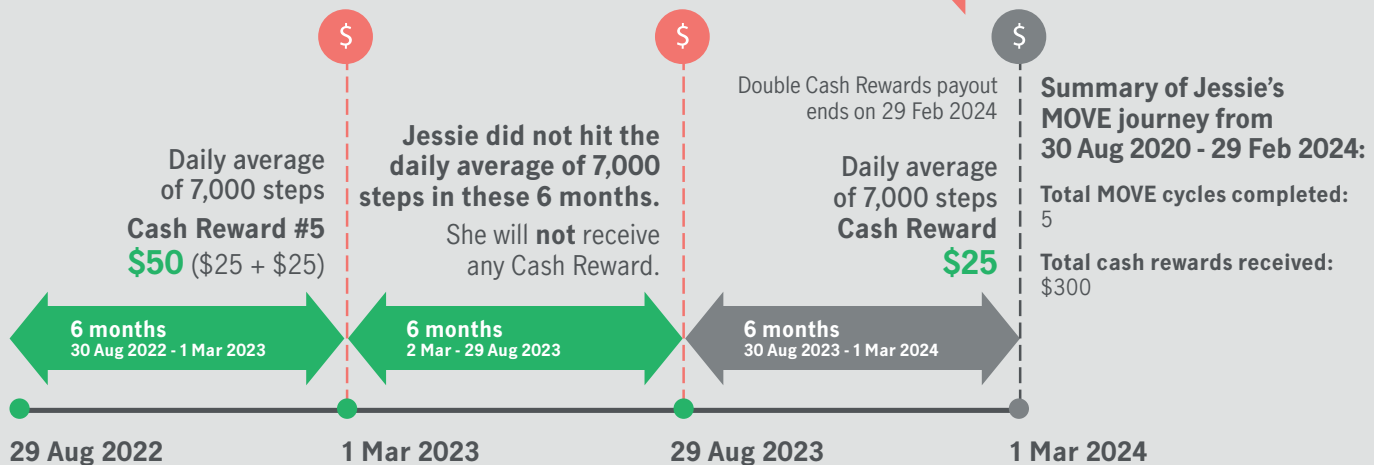 $
$
$
Daily average
of 7,000 steps
Cash Reward #5
$50 ($25 + $25)
Jessie did not hit the
daily average of 7,000
steps in these 6 months.
She will not receive
any Cash Reward.
Double Cash Rewards payout
ends on 29 Feb 2024
Daily average
of 7,000 steps
Cash Reward
$25
Summary of Jessie’s
MOVE journey from
30 Aug 2020 - 29 Feb 2024:
Total MOVE cycles completed:
5
Total cash rewards received:
$300
6 months
30 Aug 2022 - 1 Mar 2023
6 months
2 Mar - 29 Aug 2023
6 months
30 Aug 2023 - 1 Mar 2024
29 Aug 2022
1 Mar 2023
29 Aug 2023
1 Mar 2024